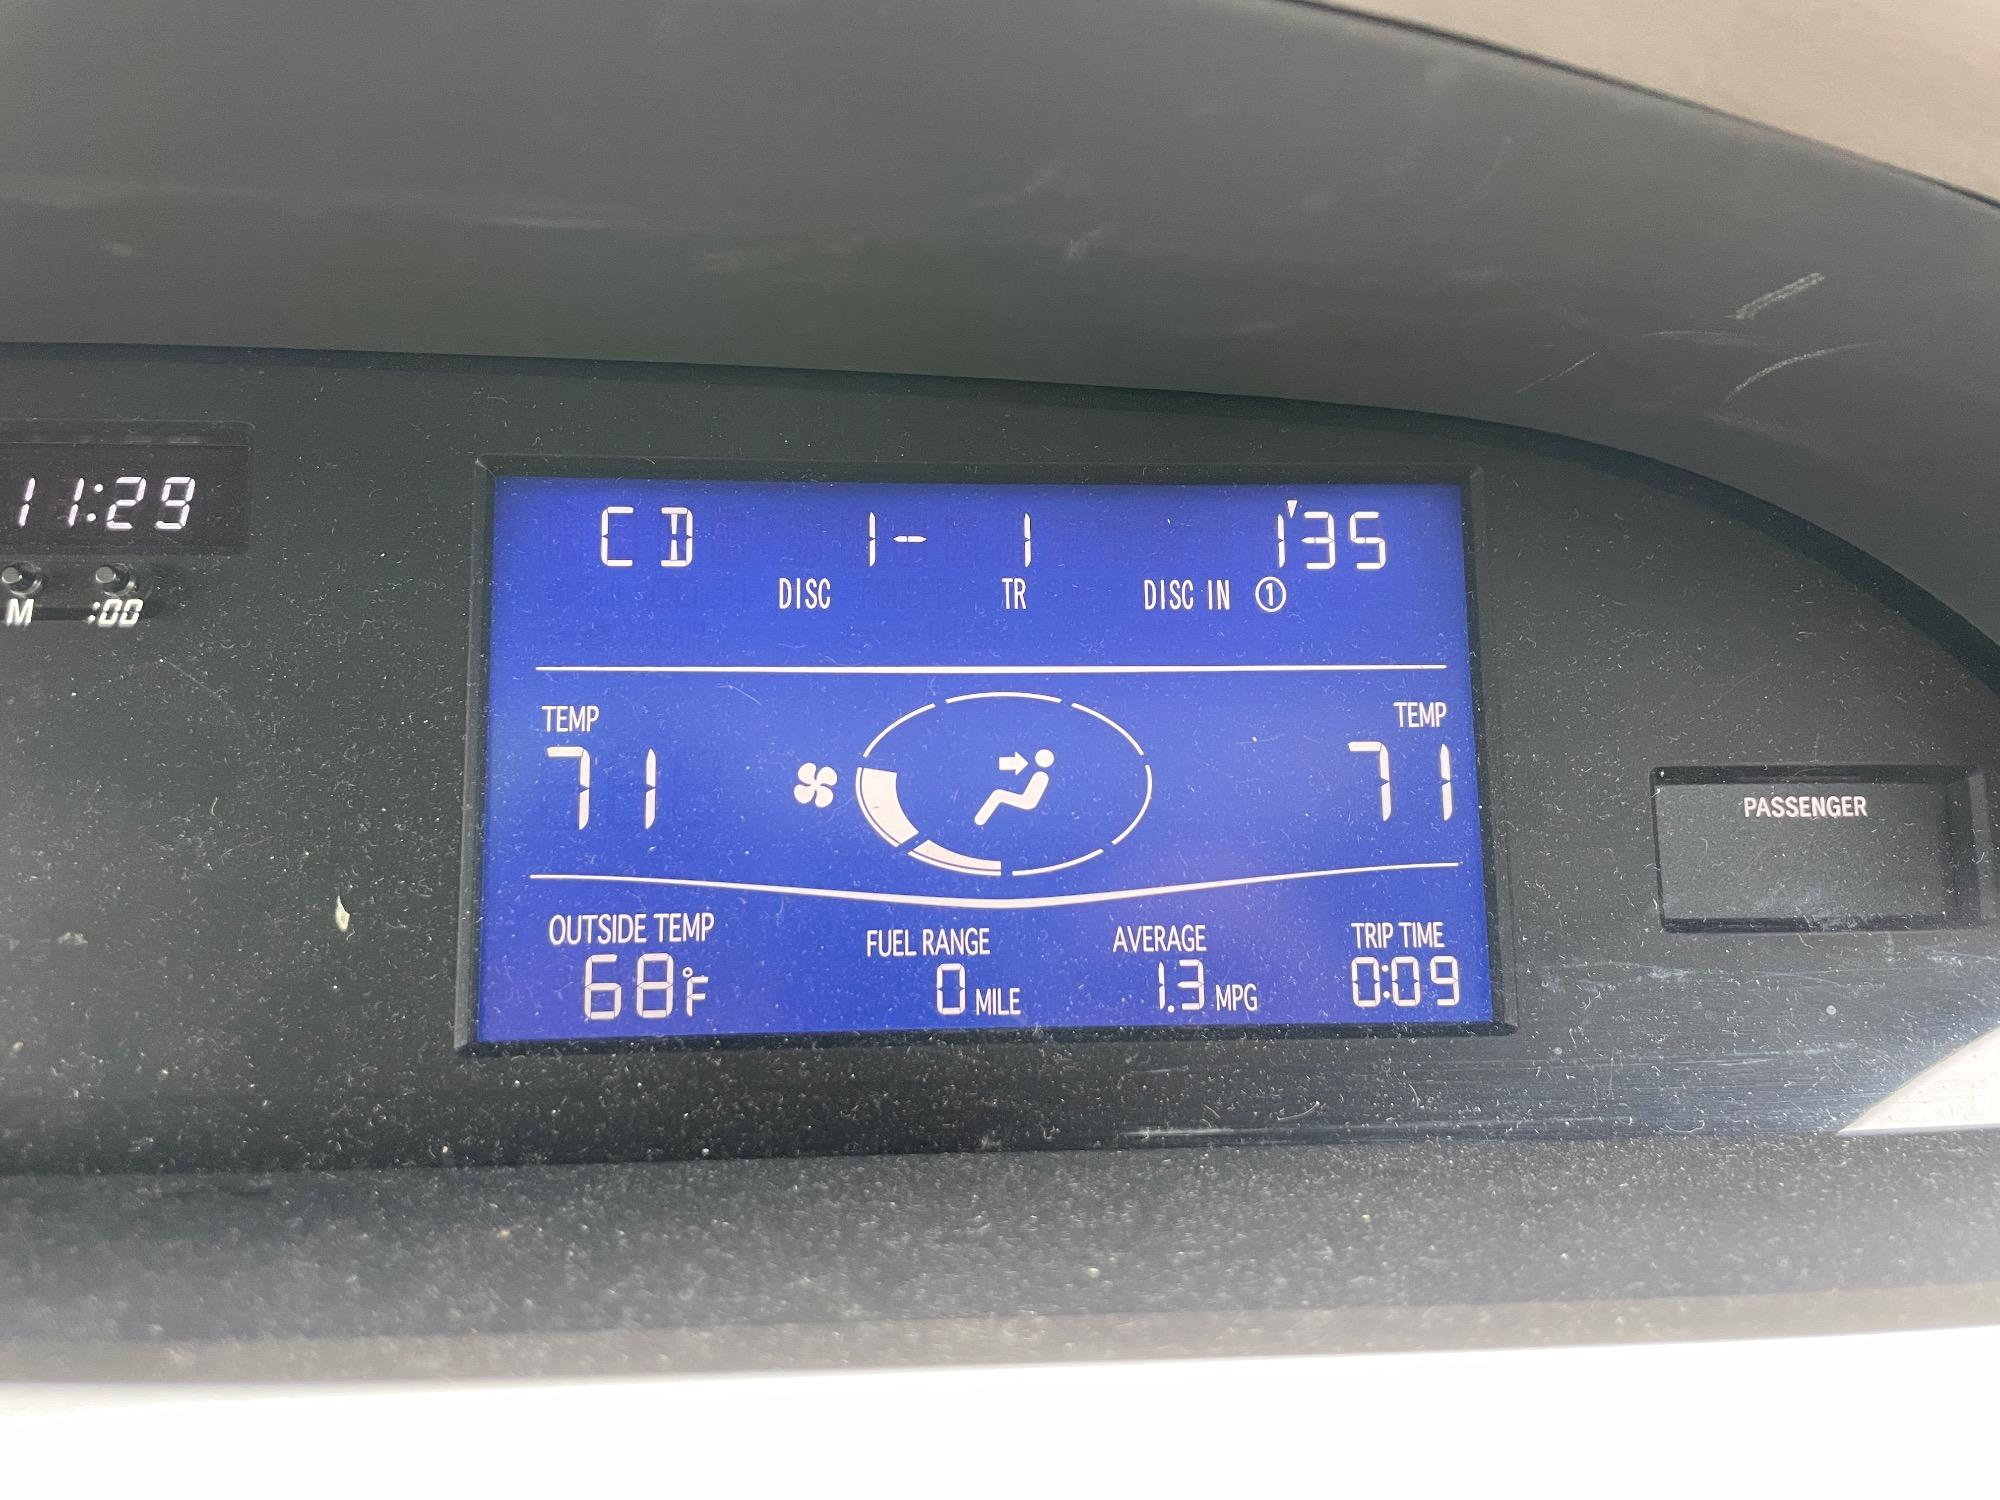 11:29
M :00
CD 1- 1 1'35
DISC TR DISC IN ①
TEMP TEMP
71 71
OUTSIDE TEMP FUEL RANGE AVERAGE TRIP TIME
68°F 0 MILE 1.3 MPG 0:09
PASSENGER